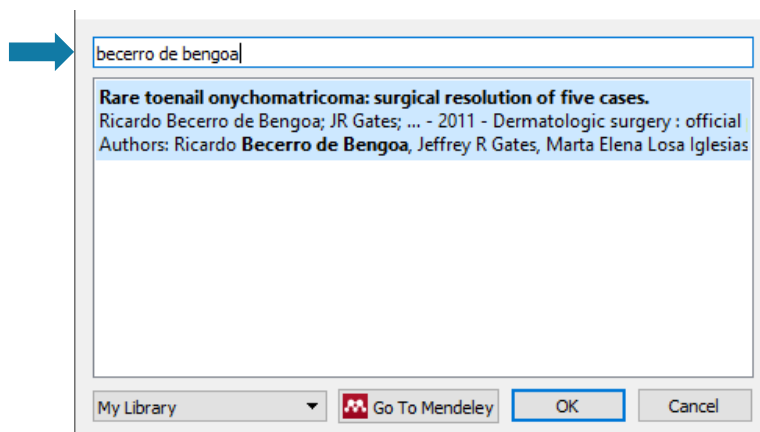 becerro de bengoa
Rare toenail onychomatricoma: surgical resolution of five cases.
Ricardo Becerro de Bengoa; JR Gates; ... - 2011 - Dermatologic surgery : official
Authors: Ricardo Becerro de Bengoa, Jeffrey R Gates, Marta Elena Losa Iglesias
My Library
Go To Mendeley
OK
Cancel